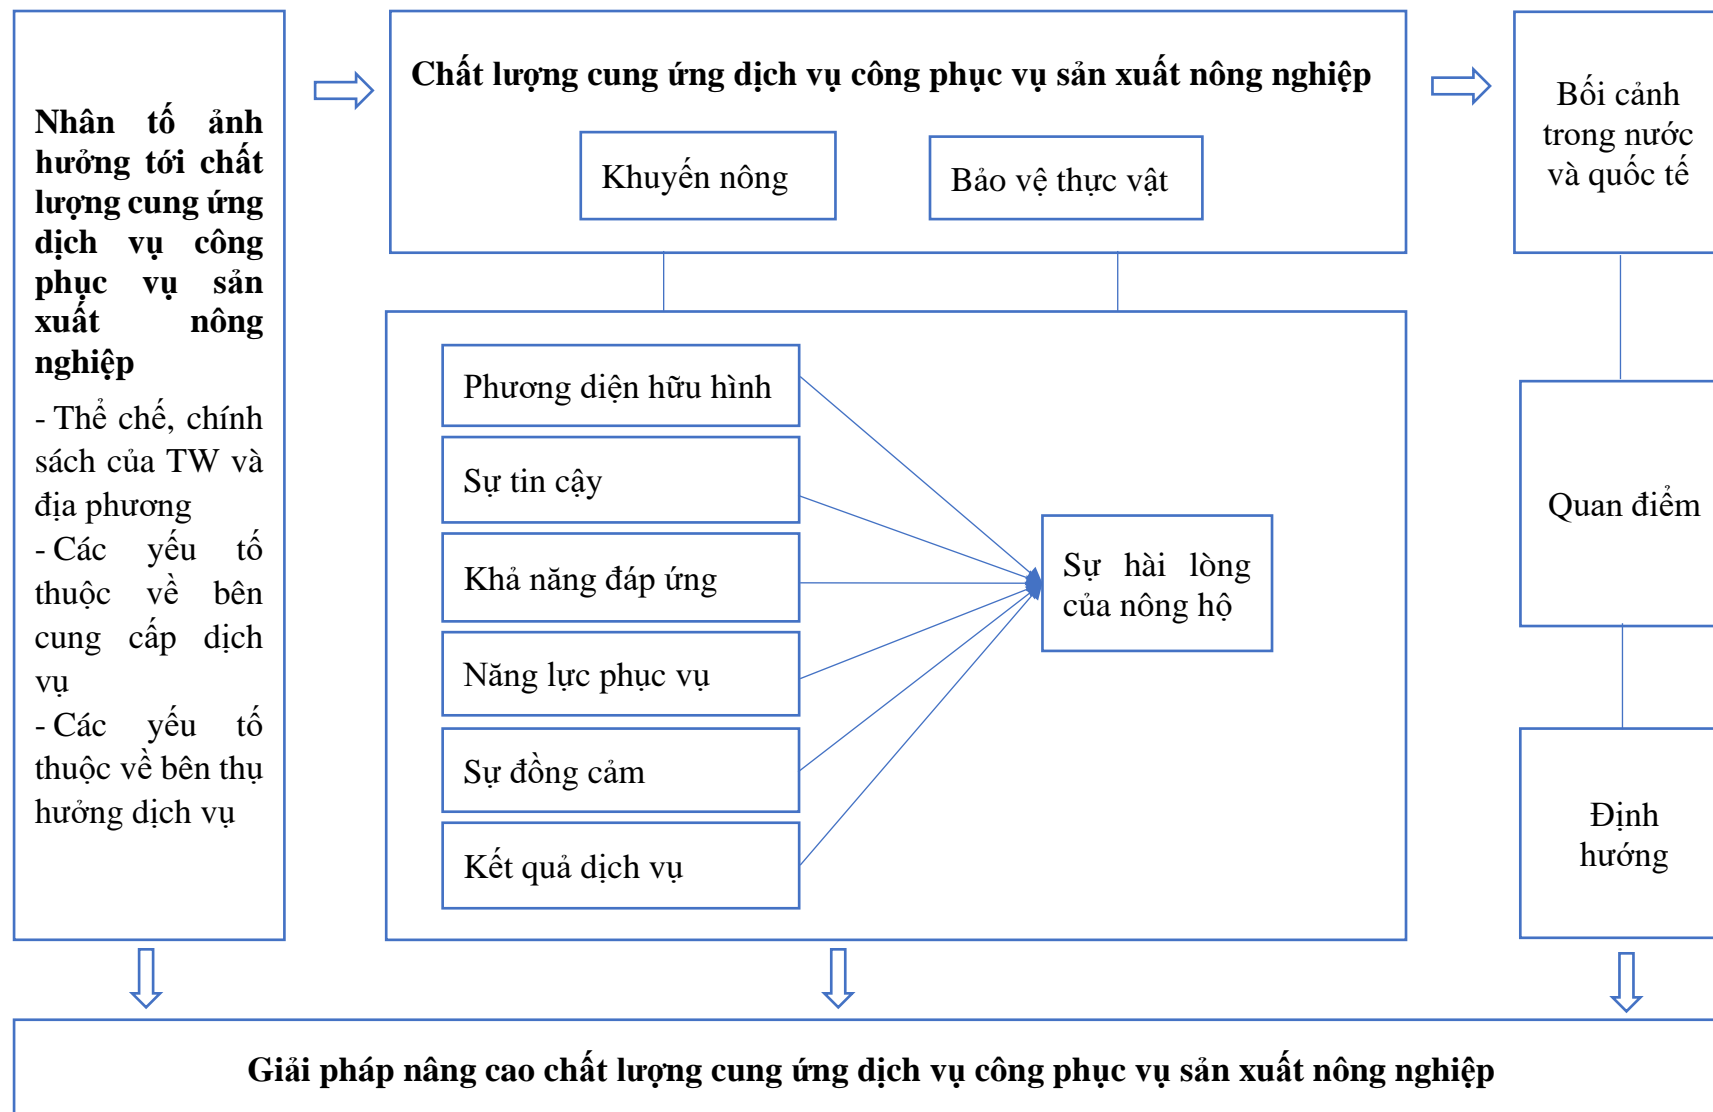 Nhân tố ảnh
hưởng tới chất
lượng cung ứng
dịch vụ công
phục vụ sản
xuất nông
nghiệp
- Thể chế, chính
sách của TW và
địa phương
- Các yếu tố
thuộc về bên
cung cấp dịch
vụ
- Các yếu tố
thuộc về bên thụ
hưởng dịch vụ
Chất lượng cung ứng dịch vụ công phục vụ sản xuất nông nghiệp
Khuyến nông
Bảo vệ thực vật
Phương diện hữu hình
Sự tin cậy
Khả năng đáp ứng
Năng lực phục vụ
Sự đồng cảm
Kết quả dịch vụ
Sự hài lòng
của nông hộ
Bối cảnh
trong nước
và quốc tế
Quan điểm
Định
hướng
Giải pháp nâng cao chất lượng cung ứng dịch vụ công phục vụ sản xuất nông nghiệp